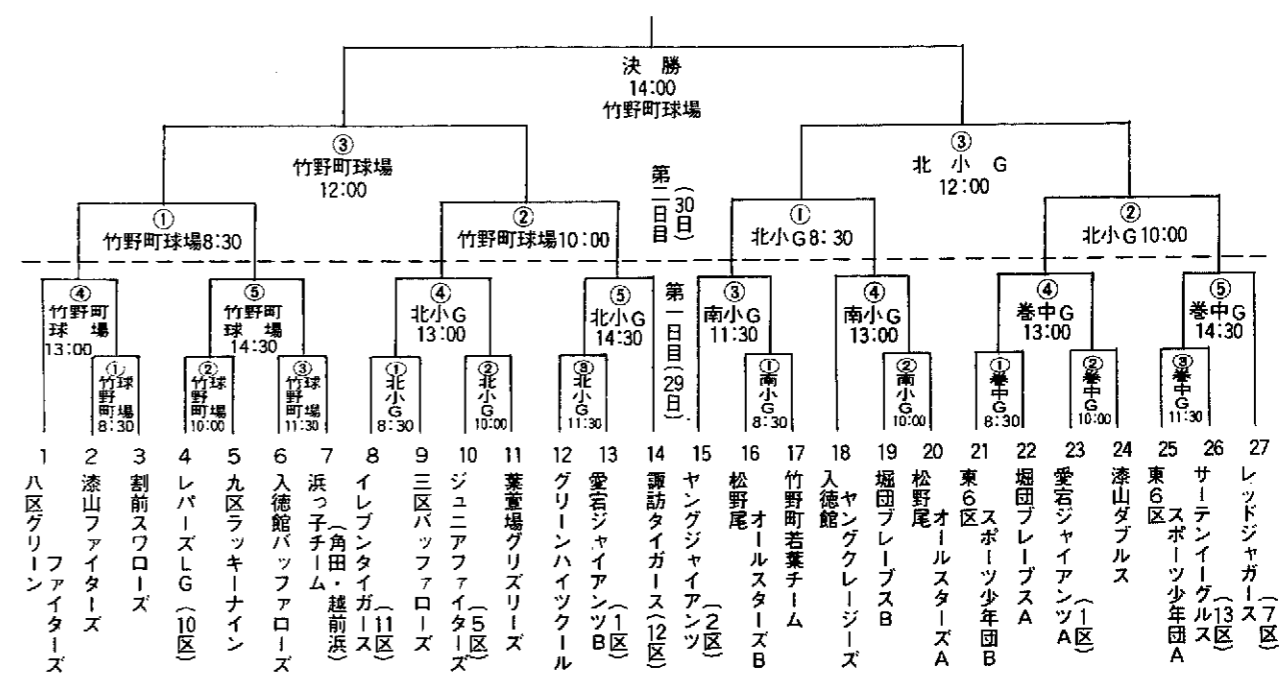 決勝
14:00
竹野町球場
③
竹野町球場
12:00
③
北小G
12:00
①
竹野町球場8:30
②
竹野町球場10:00
第二日目(30日)
①
北小G8:30
②
北小G10:00
④
竹野町
球場
13:00
⑤
竹野町
球場
14:30
④
北小G
13:00
⑤
北小G
14:30
第一日目(29日)
③
南小G
11:30
④
南小G
13:00
④
巻中G
13:00
⑤
巻中G
14:30
①
竹野町球場
8:30
②
竹野町球場
10:00
③
竹野町球場
11:30
①
北小G
8:30
②
北小G
10:00
③
北小G
11:30
①
南小G
8:30
②
南小G
10:00
①
巻中G
8:30
②
巻中G
10:00
③
巻中G
11:30
1 八区グリーンファイターズ
2 漆山ファイターズ
3 割前スワローズ
4 レパーズLG(10区)
5 九区ラッキーナイン
6 入徳館バッファローズ
7 浜っ子チーム(角田・越前浜)
8 イレブンタイガース(11区)
9 三区バッファローズ
10 ジュニアファイターズ(5区)
11 葉萱場グリズリーズ
12 グリーンハイツクール
13 愛宕ジャイアンツB(1区)
14 諏訪タイガース(12区)
15 ヤングジャイアンツ(2区)
16 松野尾オールスターズB
17 竹野町若葉チーム
18 入徳館ヤングクレージーズ
19 堀団ブレーブスB
20 松野尾オールスターズA
21 東6区スポーツ少年団B
22 堀団ブレーブスA
23 愛宕ジャイアンツA(1区)
24 漆山ダブルス
25 東6区スポーツ少年団A
26 サーテンイーグルス(13区)
27 レッドジャガース(7区)